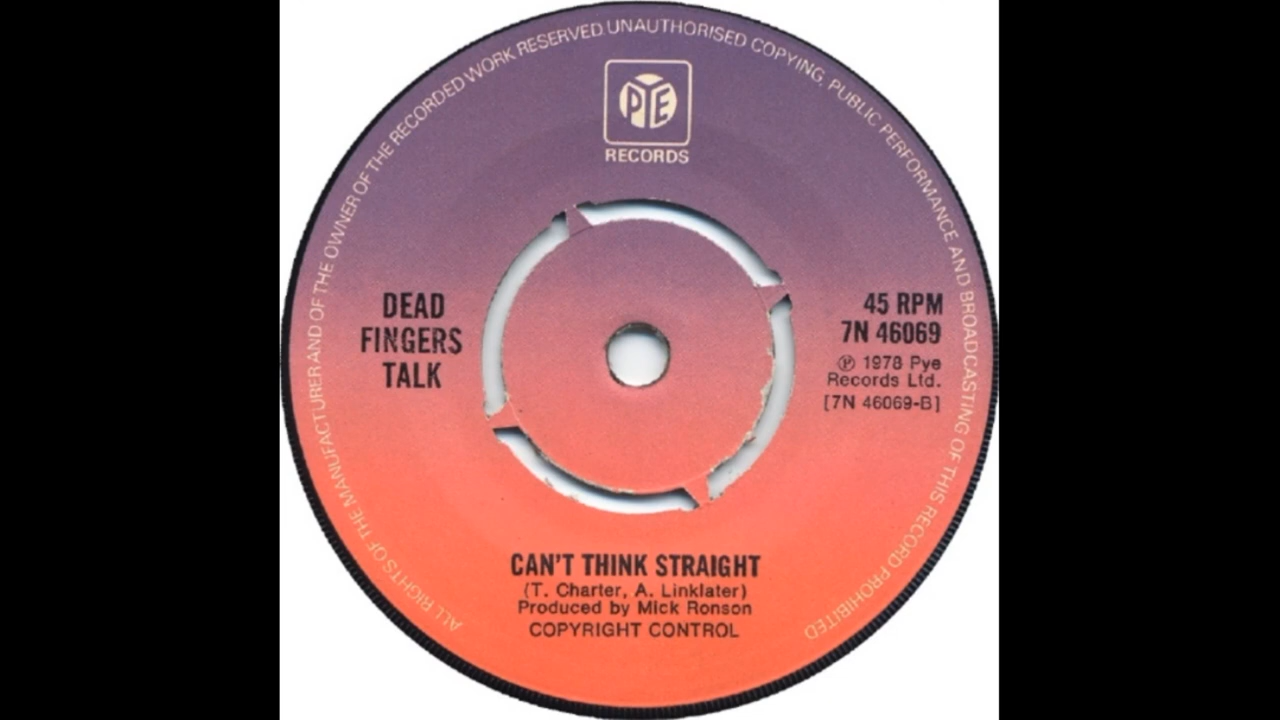 ALL RIGHTS OF THE MANUFACTURER AND OF THE OWNER OF THE RECORDED WORK RESERVED. UNAUTHORISED COPYING, PUBLIC PERFORMANCE AND BROADCASTING OF THIS RECORD PROHIBITED
PYE
RECORDS
DEAD
FINGERS
TALK
45 RPM
7N 46069
℗ 1978 Pye
Records Ltd.
[7N 46069-B]
CAN'T THINK STRAIGHT
(T. Charter, A. Linklater)
Produced by Mick Ronson
COPYRIGHT CONTROL